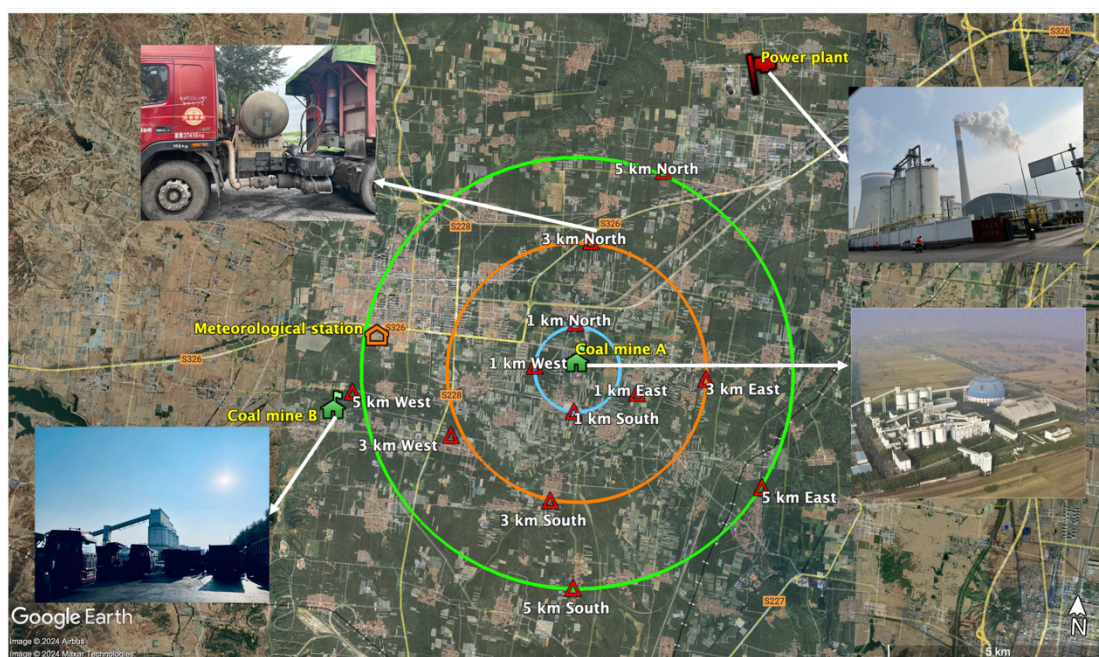 S326
Power plant
5 km North
S326
S228
3 km North
Meteorological station
S326
S326
1 km North
Coal mine A
1 km West
1 km East
3 km East
1 km South
5 km West
Coal mine B
S228
3 km West
3 km South
5 km East
5 km South
S227
Google Earth
Image © 2024 Airbus
Image © 2024 Maxar Technologies
5 km
N